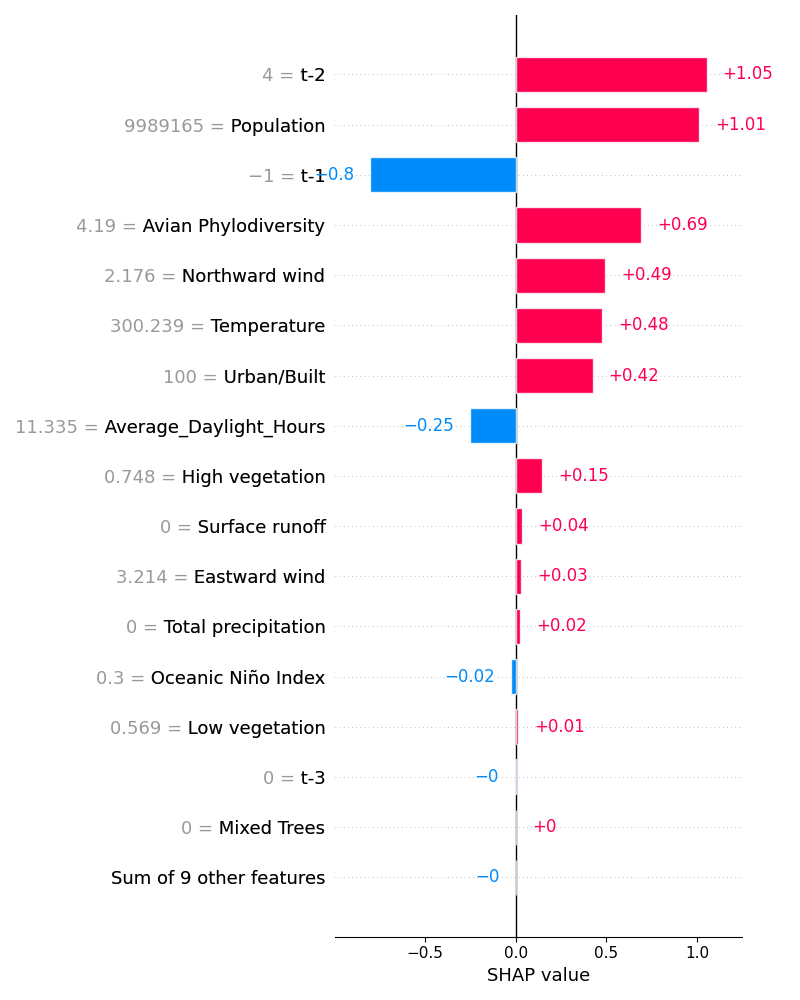 4 = t-2 +1.05
9989165 = Population +1.01
−1 = t-1 −0.8
4.19 = Avian Phylodiversity +0.69
2.176 = Northward wind +0.49
300.239 = Temperature +0.48
100 = Urban/Built +0.42
11.335 = Average_Daylight_Hours −0.25
0.748 = High vegetation +0.15
0 = Surface runoff +0.04
3.214 = Eastward wind +0.03
0 = Total precipitation +0.02
0.3 = Oceanic Niño Index −0.02
0.569 = Low vegetation +0.01
0 = t-3 −0
0 = Mixed Trees +0
Sum of 9 other features −0
−0.5 0.0 0.5 1.0
SHAP value